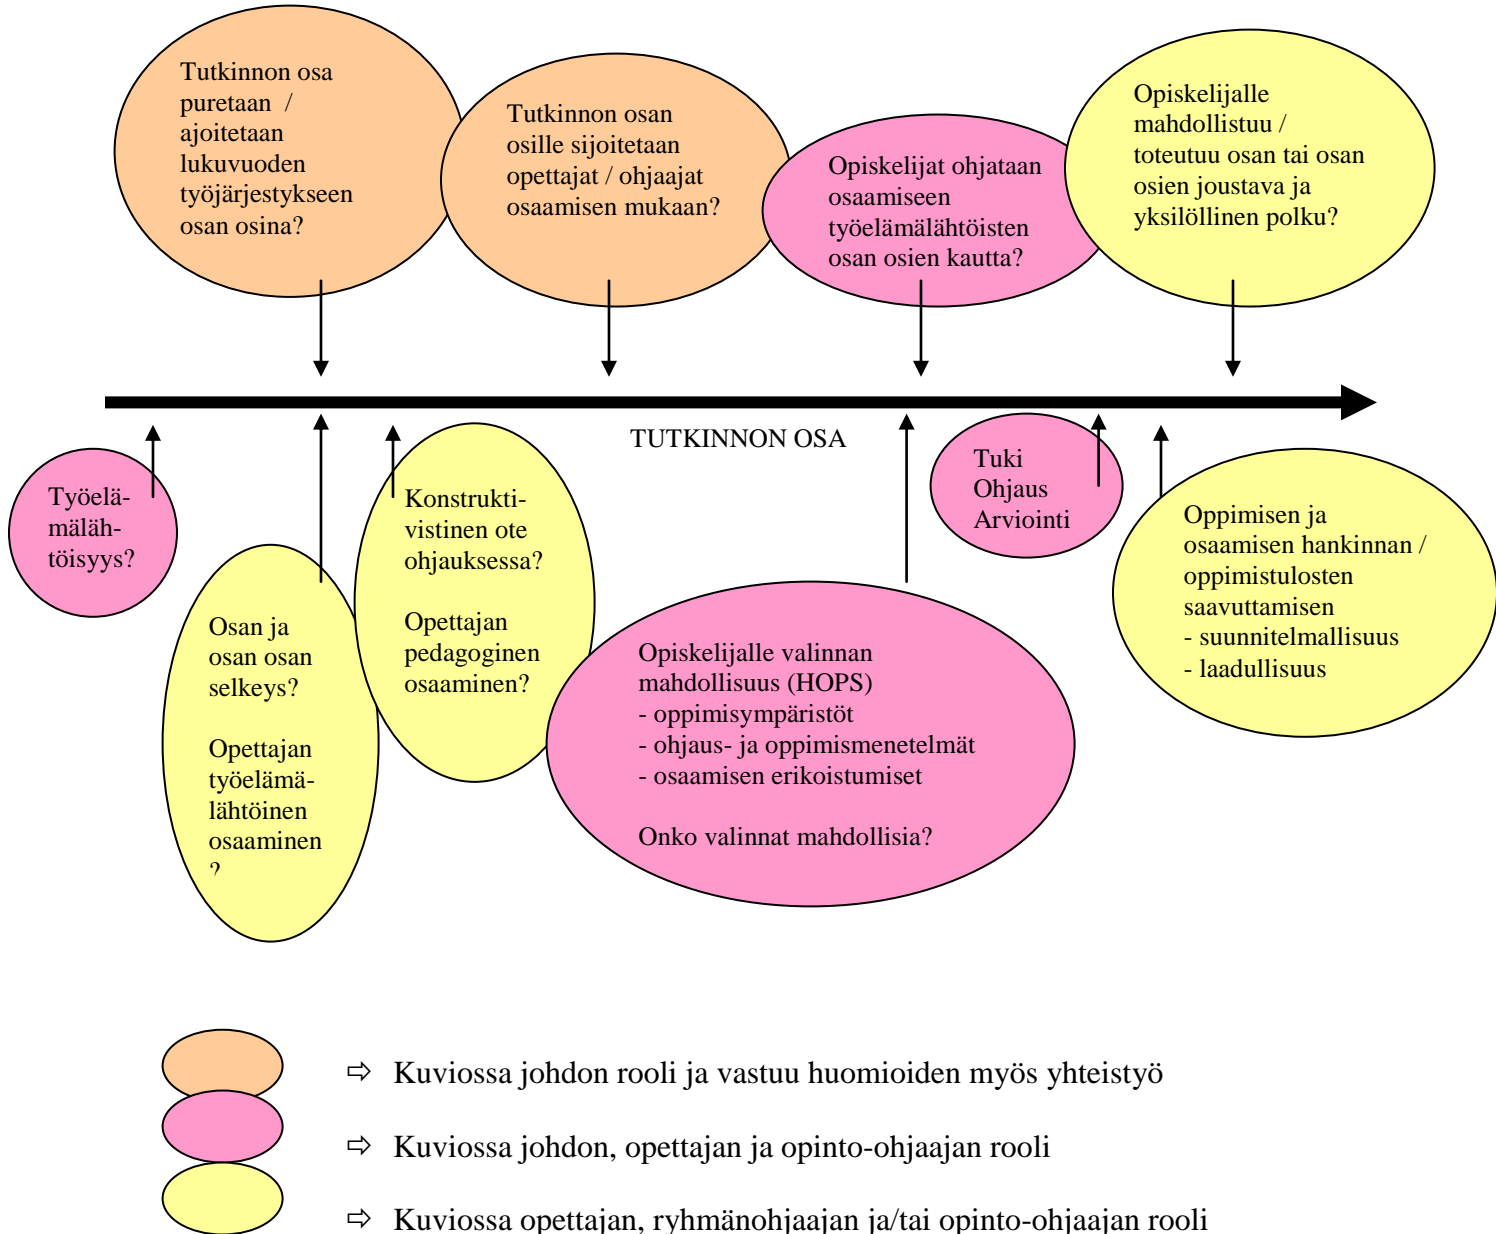 Tutkinnon osa
puretaan /
ajoitetaan
lukuvuoden
työjärjestykseen
osan osina?
Tutkinnon osan
osille sijoitetaan
opettajat / ohjaajat
osaamisen mukaan?
Opiskelijat ohjataan
osaamiseen
työelämälähtöisten
osan osien kautta?
Opiskelijalle
mahdollistuu /
toteutuu osan tai osan
osien joustava ja
yksilöllinen polku?
TUTKINNON OSA
Työelä-
mäläh-
töisyys?
Osan ja
osan osan
selkeys?
Opettajan
työelämä-
lähtöinen
osaaminen
?
Konstrukti-
vistinen ote
ohjauksessa?
Opettajan
pedagoginen
osaaminen?
Opiskelijalle valinnan
mahdollisuus (HOPS)
- oppimisympäristöt
- ohjaus- ja oppimismenetelmät
- osaamisen erikoistumiset
Onko valinnat mahdollisia?
Tuki
Ohjaus
Arviointi
Oppimisen ja
osaamisen hankinnan /
oppimistulosten
saavuttamisen
- suunnitelmallisuus
- laadullisuus
⇨ Kuviossa johdon rooli ja vastuu huomioiden myös yhteistyö
⇨ Kuviossa johdon, opettajan ja opinto-ohjaajan rooli
⇨ Kuviossa opettajan, ryhmänohjaajan ja/tai opinto-ohjaajan rooli